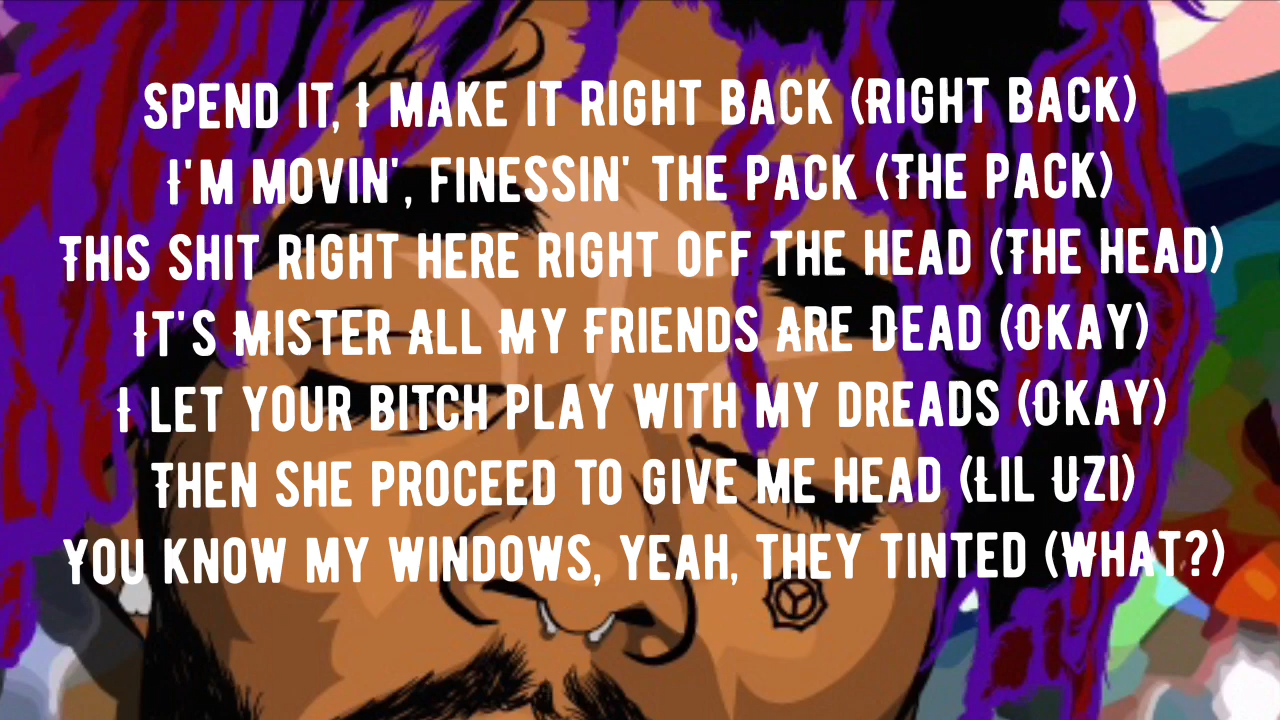 SPEND IT, I MAKE IT RIGHT BACK (RIGHT BACK)
I'M MOVIN', FINESSIN' THE PACK (THE PACK)
THIS SHIT RIGHT HERE RIGHT OFF THE HEAD (THE HEAD)
IT'S MISTER ALL MY FRIENDS ARE DEAD (OKAY)
I LET YOUR BITCH PLAY WITH MY DREADS (OKAY)
THEN SHE PROCEED TO GIVE ME HEAD (LIL UZI)
YOU KNOW MY WINDOWS, YEAH, THEY TINTED (WHAT?)